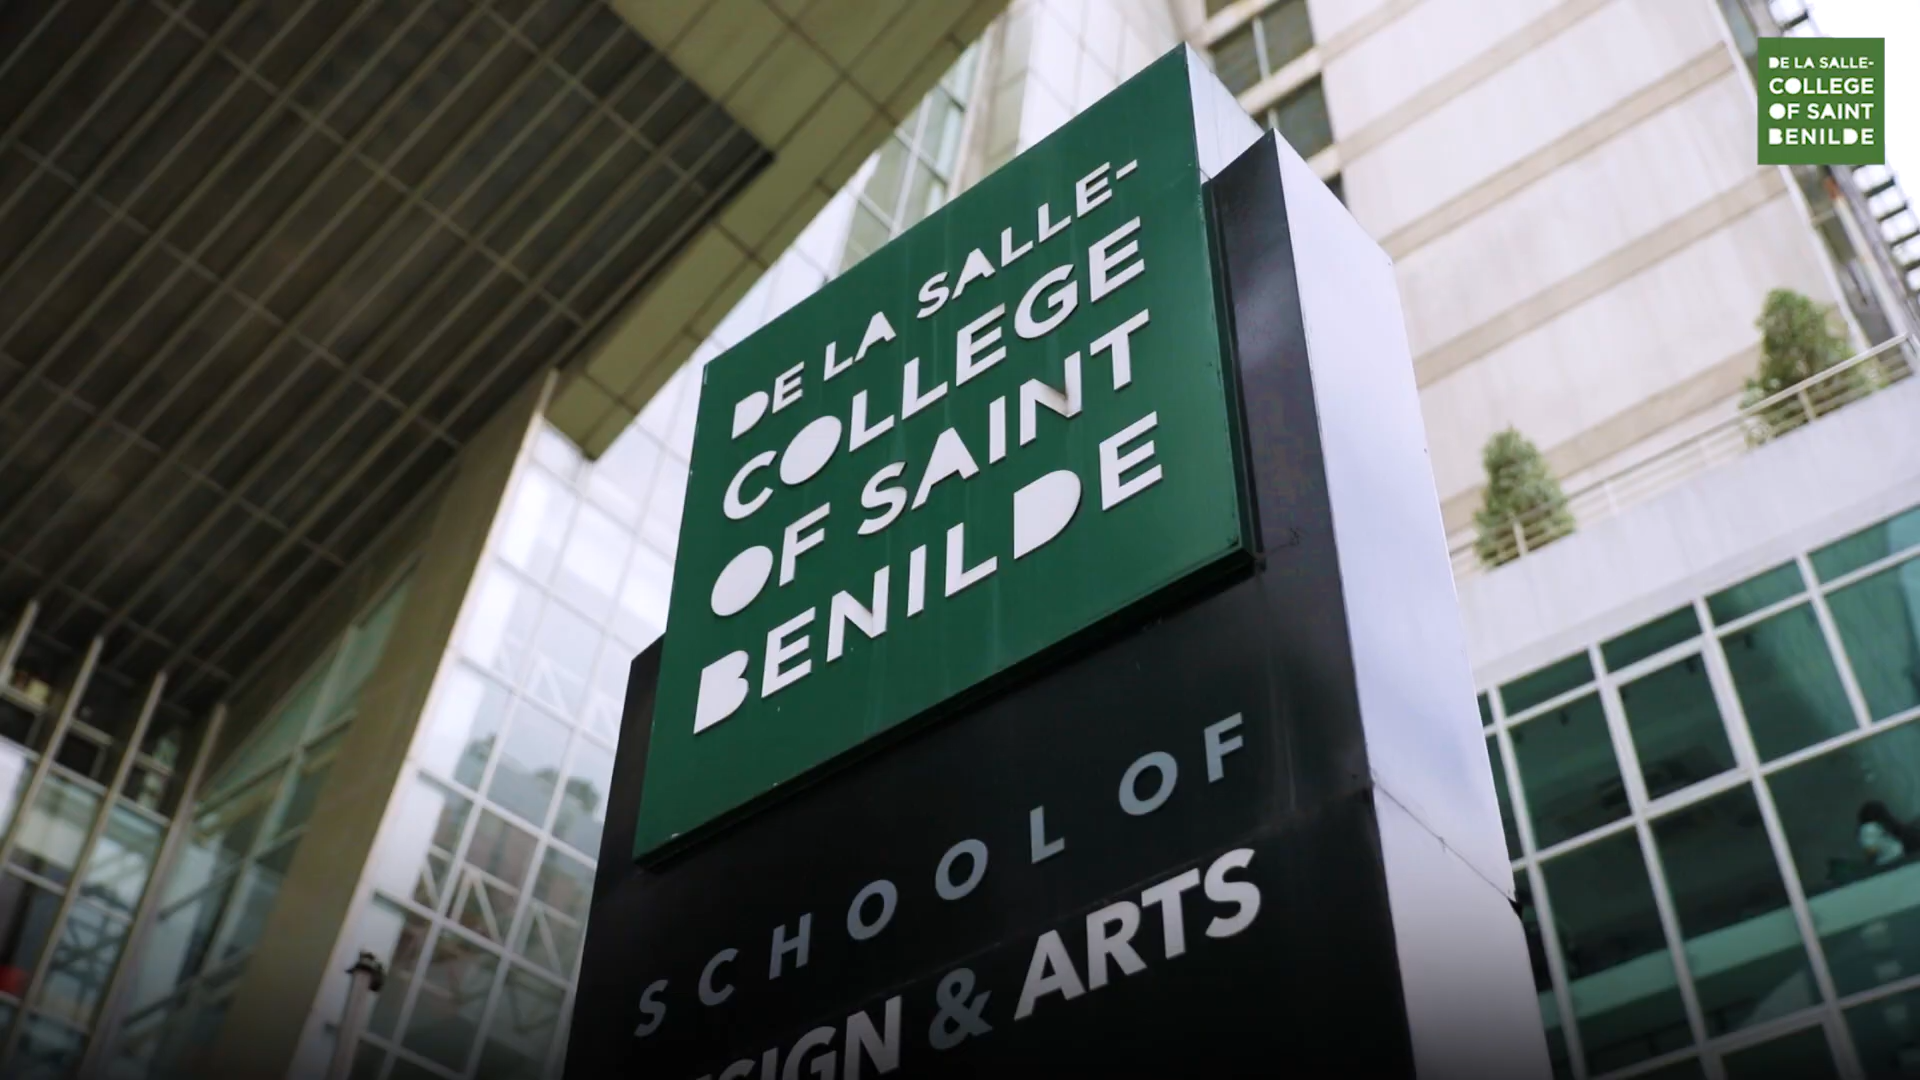 DE LA SALLE-
COLLEGE
OF SAINT
BENILDE
DE LA SALLE-
COLLEGE
OF SAINT
BENILDE
SCHOOL OF
& ARTS